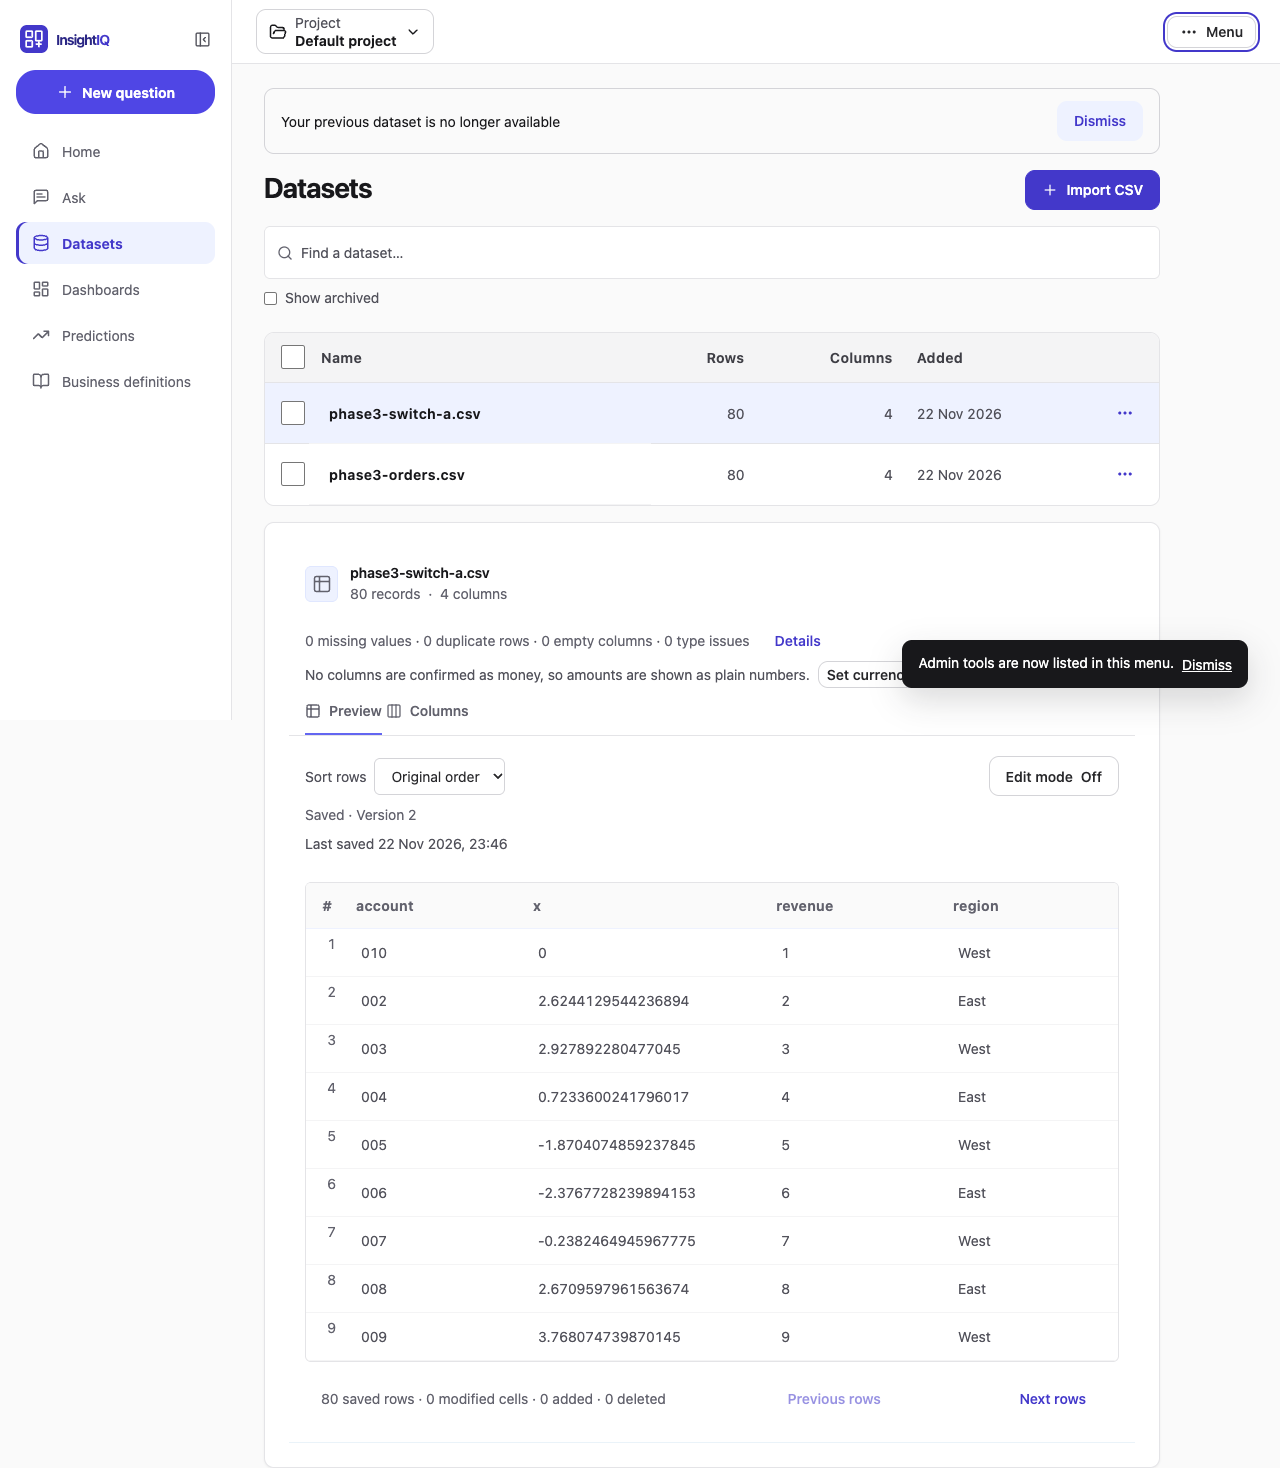 InsightIQ
New question
Home
Ask
Datasets
Dashboards
Predictions
Business definitions
Project
Default project
Menu
Your previous dataset is no longer available
Dismiss
Datasets
Import CSV
Find a dataset...
Show archived
Name Rows Columns Added
phase3-switch-a.csv 80 4 22 Nov 2026
phase3-orders.csv 80 4 22 Nov 2026
phase3-switch-a.csv
80 records · 4 columns
0 missing values · 0 duplicate rows · 0 empty columns · 0 type issues Details
Admin tools are now listed in this menu. Dismiss
No columns are confirmed as money, so amounts are shown as plain numbers. Set
Preview Columns
Sort rows Original order Edit mode Off
Saved · Version 2
Last saved 22 Nov 2026, 23:46
# account x revenue region
1 010 0 1 West
2 002 2.6244129544236894 2 East
3 003 2.927892280477045 3 West
4 004 0.7233600241796017 4 East
5 005 -1.8704074859237845 5 West
6 006 -2.3767728239894153 6 East
7 007 -0.2382464945967775 7 West
8 008 2.6709597961563674 8 East
9 009 3.768074739870145 9 West
80 saved rows · 0 modified cells · 0 added · 0 deleted Previous rows Next rows